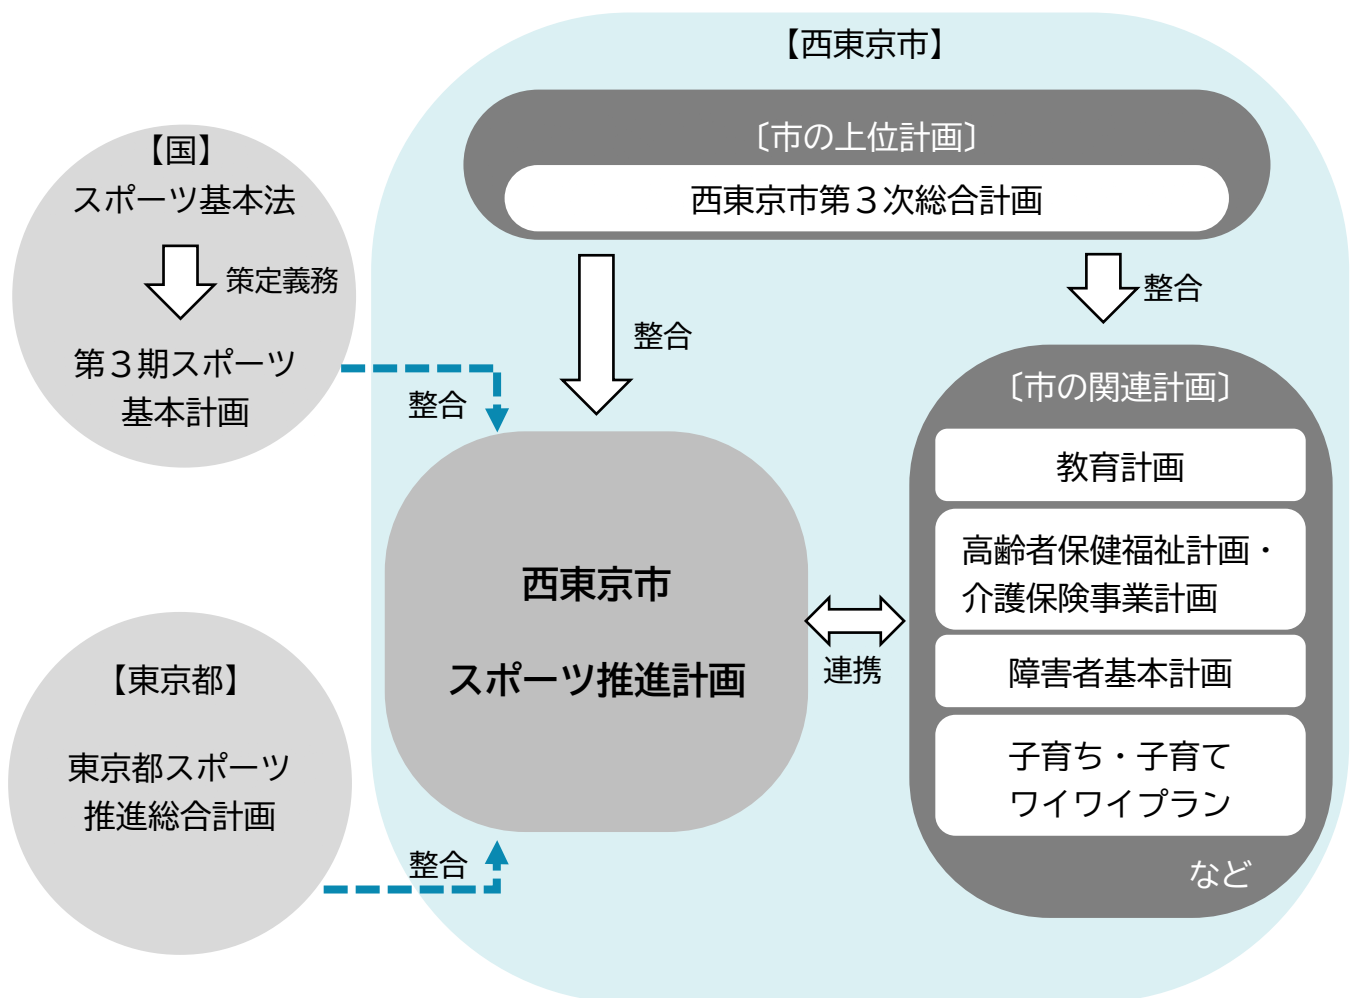 【西東京市】
〔市の上位計画〕
西東京市第３次総合計画
【国】
スポーツ基本法
策定義務
第３期スポーツ
基本計画
整合
整合
整合
〔市の関連計画〕
教育計画
高齢者保健福祉計画・
介護保険事業計画
障害者基本計画
子育ち・子育て
ワイワイプラン
など
西東京市
スポーツ推進計画
連携
【東京都】
東京都スポーツ
推進総合計画
整合